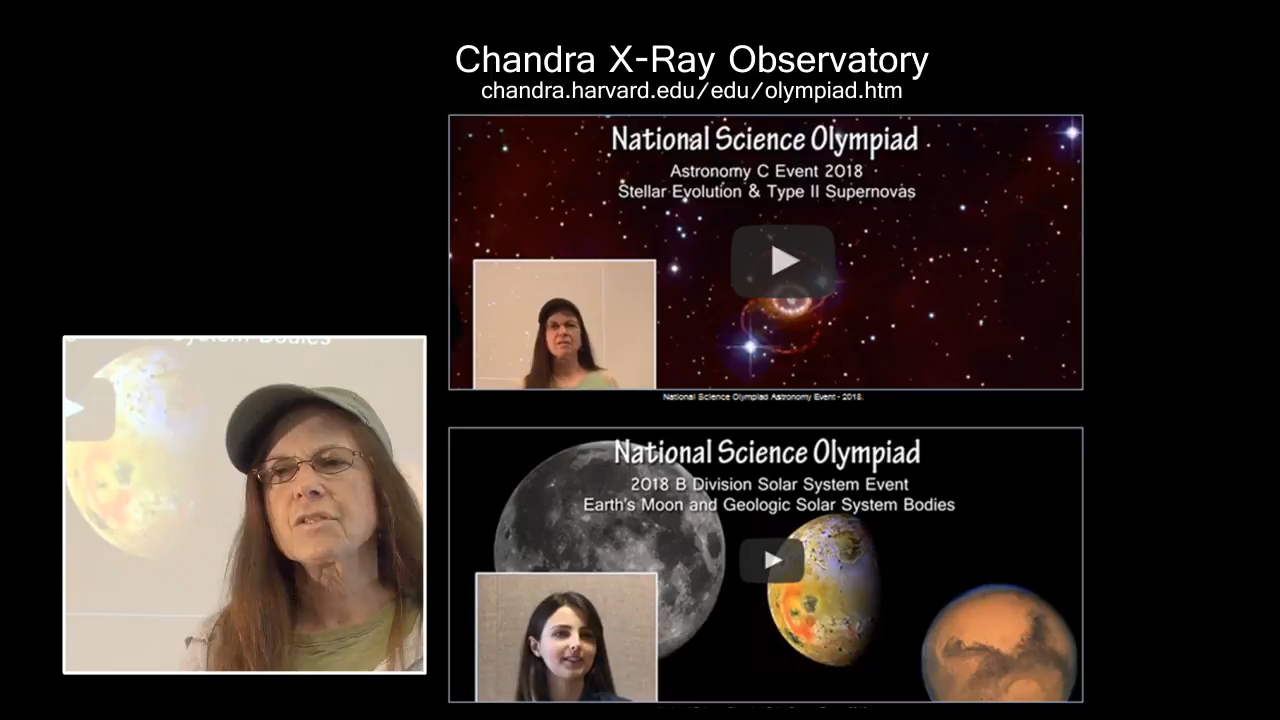 Chandra X-Ray Observatory
chandra.harvard.edu/edu/olympiad.htm
National Science Olympiad
Astronomy C Event 2018
Stellar Evolution & Type II Supernovas
National Science Olympiad Astronomy Event - 2018.
System Bodies
National Science Olympiad
2018 B Division Solar System Event
Earth's Moon and Geologic Solar System Bodies